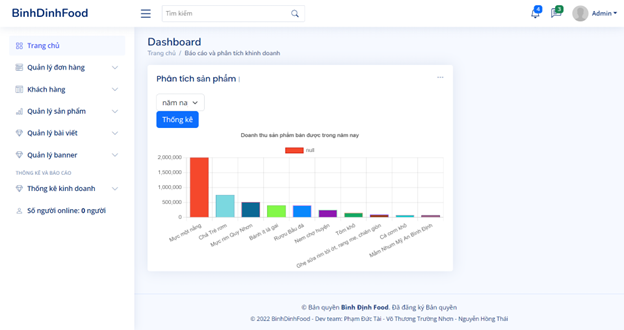 BinhDinhFood
Tìm kiếm
4
3
Admin
Trang chủ
Quản lý đơn hàng
Khách hàng
Quản lý sản phẩm
Quản lý bài viết
Quản lý banner
THỐNG KÊ VÀ BÁO CÁO
Thống kê kinh doanh
Số người online: 0 người
Dashboard
Trang chủ / Báo cáo và phân tích khinh doanh
Phân tích sản phẩm |
năm na
Thống kê
Doanh thu sản phẩm bán được trong năm nay
null
2,000,000
1,500,000
1,000,000
500,000
0
Mực một nắng
Chả Tré rơm
Mực rim Quy Nhơn
Bánh ít lá gai
Rượu Bầu đá
Nem chợ huyện
Tôm khô
Ghẹ sữa rim tỏi ớt, rang me, chiên giòn
Cá cơm khô
Mắm Nhum Mỹ An Bình Định
© Bản quyền Bình Định Food. Đã đăng ký Bản quyền
© 2022 BinhDinhFood - Dev team: Phạm Đức Tài - Võ Thương Trường Nhơn - Nguyễn Hồng Thái